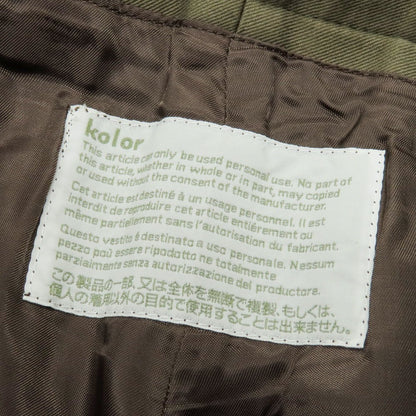 kolor
This article can only be used personal use. No part of
this article, whether in whole or in part, may copied
or used without the consent of the manufacturer.
Cet article est destiné à un usage personnel. Il est
interdit de reproduire cet article entièrement ou
même partiellement sans l'autorisation du fabricant.
Questo vestito é destinato a uso personale. Nessun
pezzo può essere ripodotto ne totalmente
parzialmente senza autorizzazione del productore.
この製品の一部、又は全体を無断で複製、もしくは、
個人の着用以外の目的で使用することは出来ません。